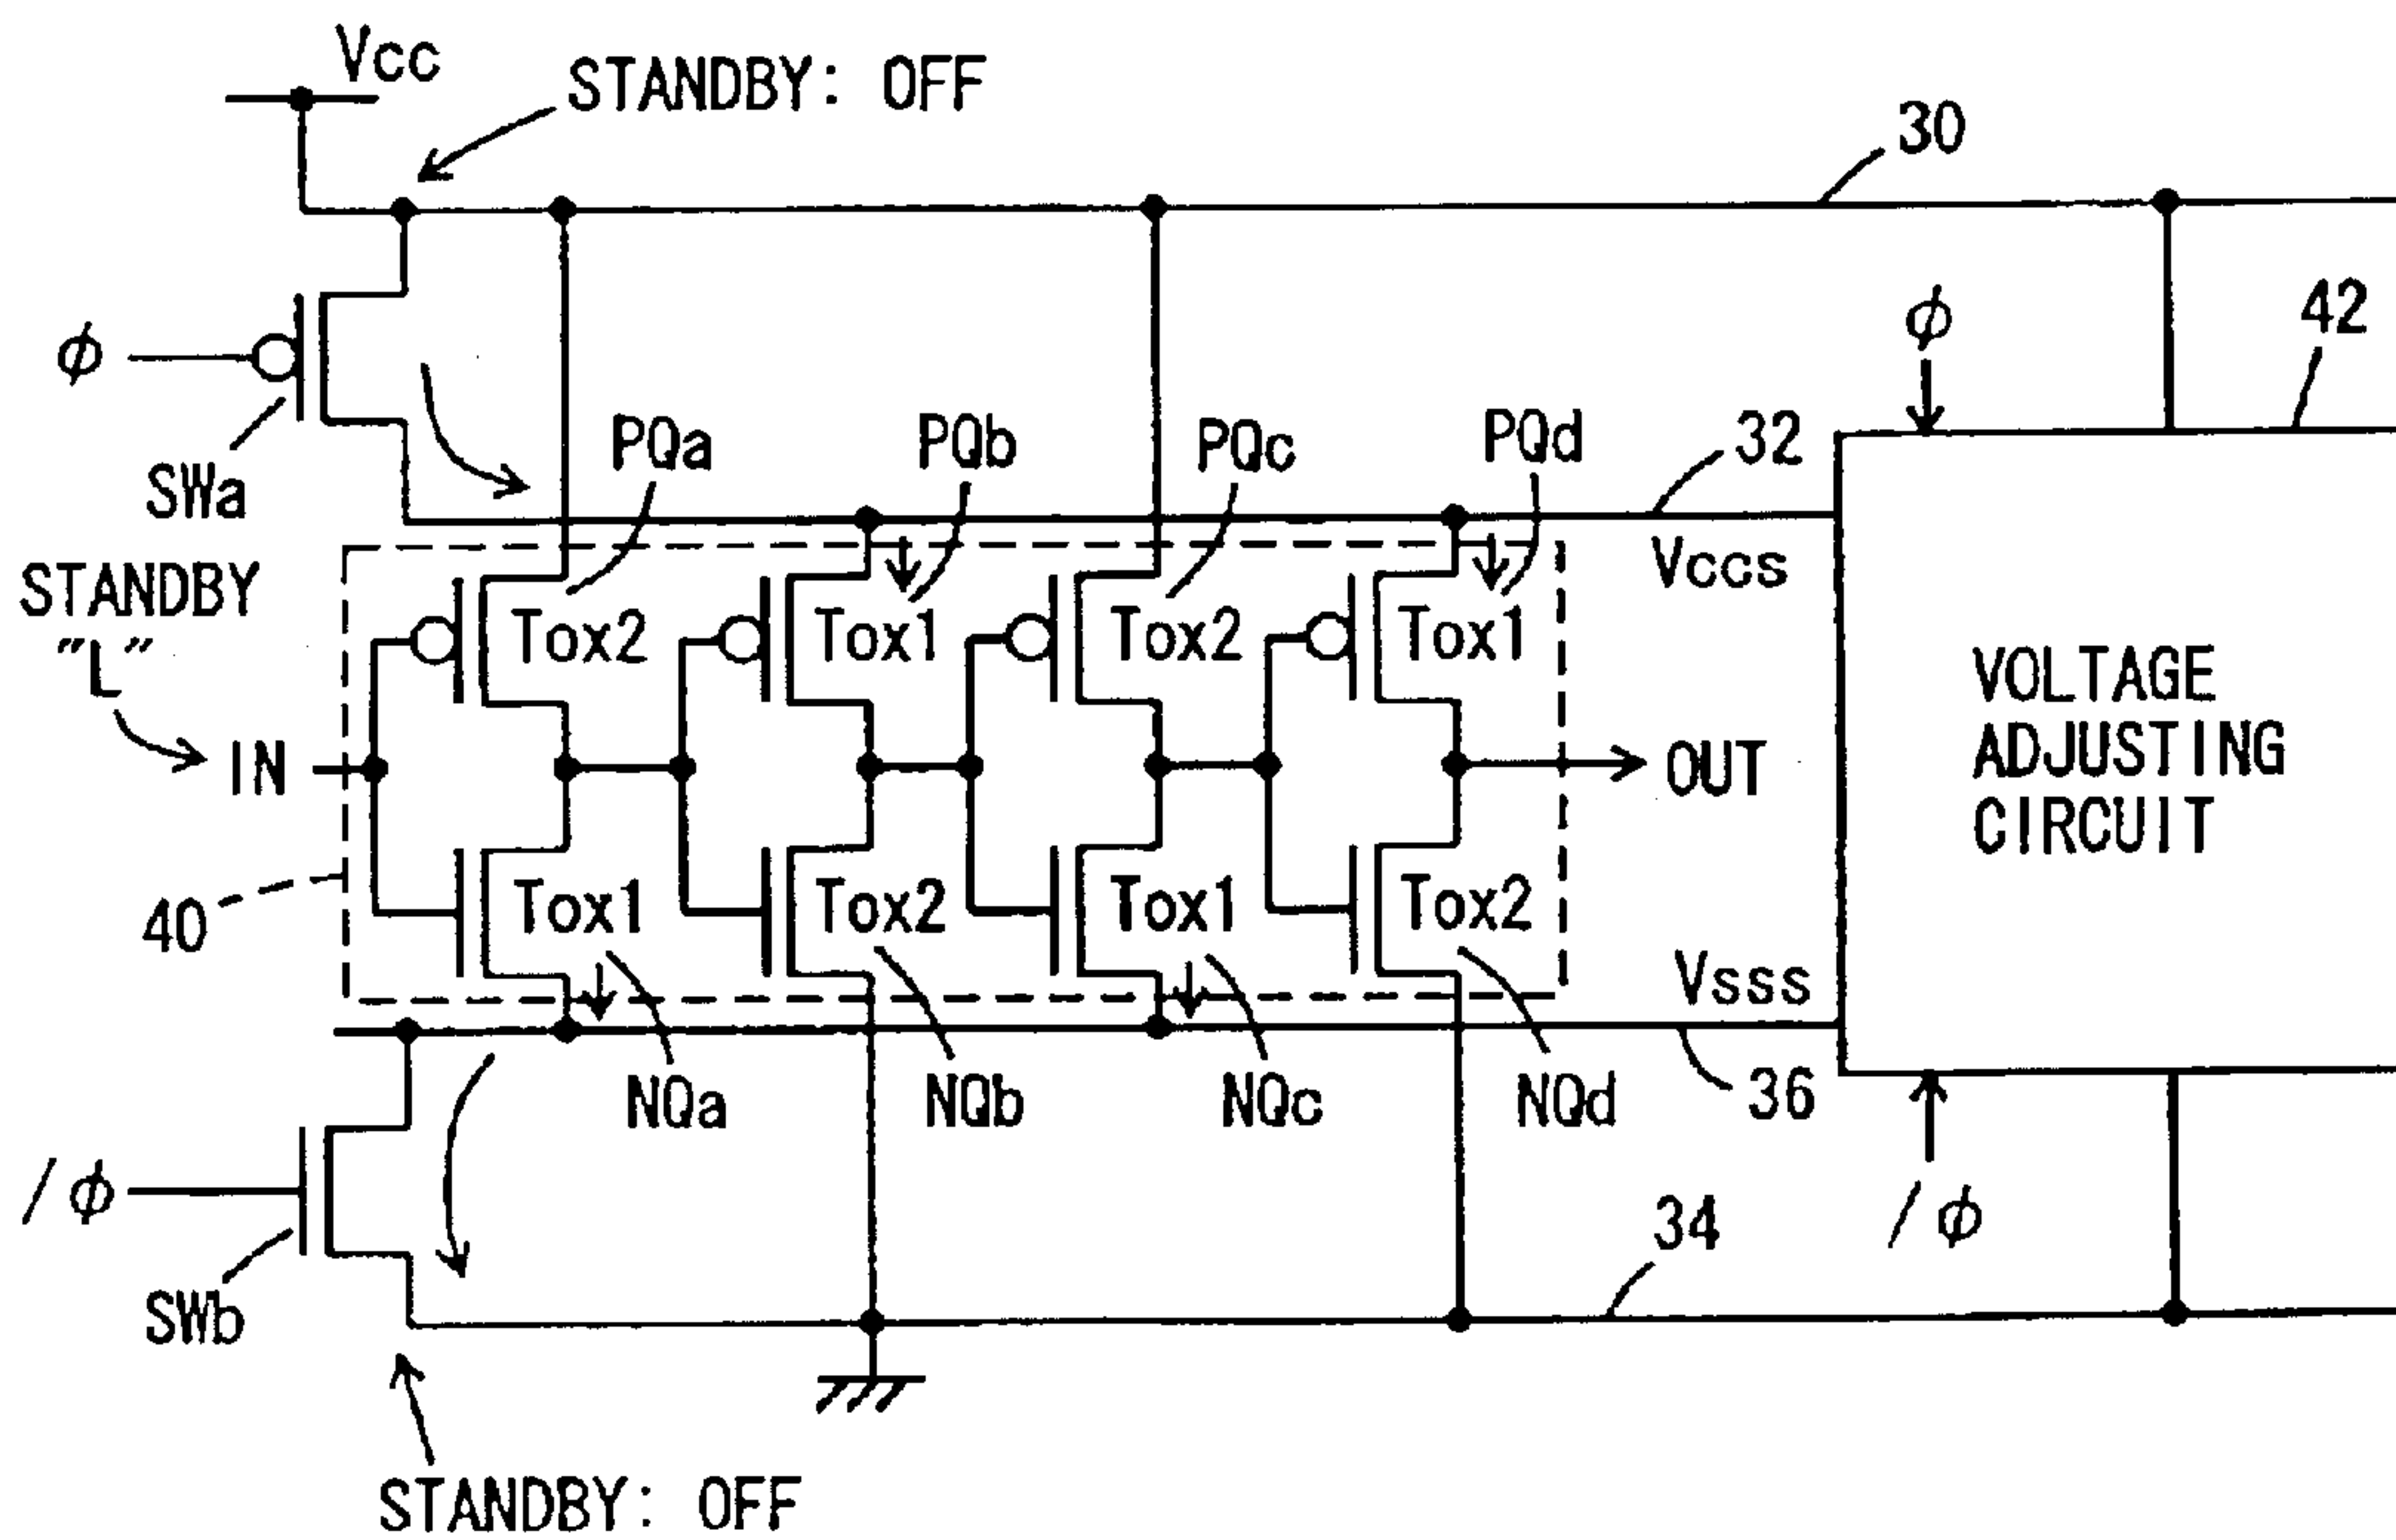 Vcc
STANDBY: OFF
30
ϕ
42
SWa
PQa
PQb
PQc
PQd
32
Vccs
STANDBY
"L"
Tox2
Tox1
Tox2
Tox1
VOLTAGE
ADJUSTING
CIRCUIT
IN
OUT
40
Tox1
Tox2
Tox1
Tox2
Vsss
NQa
NQb
NQc
NQd
36
/ϕ
34
/ϕ
SWb
STANDBY: OFF
ϕ